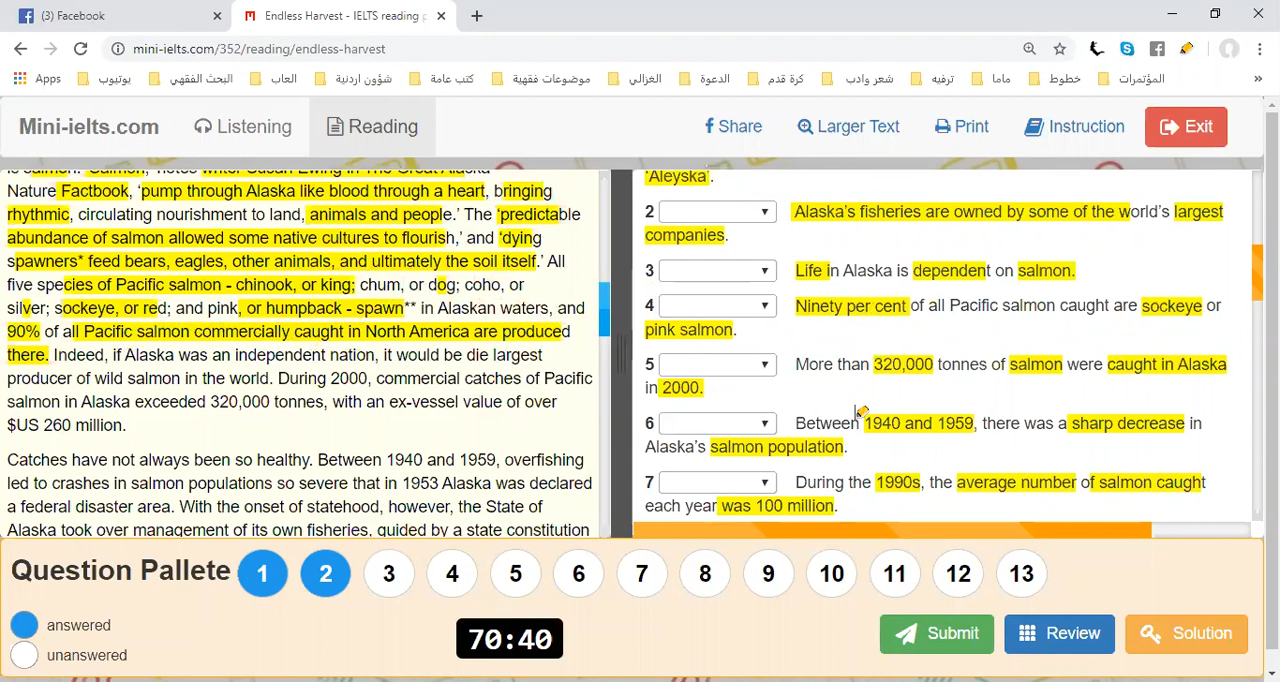 (3) Facebook
Endless Harvest - IELTS reading p
mini-ielts.com/352/reading/endless-harvest
Apps يوتيوب البحث الفقهي العاب شؤون اردنية كتب عامة موضوعات فقهية الغزالي الدعوة كرة قدم شعر وادب ترفيه ماما خطوط المؤتمرات »
Mini-ielts.com Listening Reading Share Larger Text Print Instruction Exit
Nature Factbook, ‘pump through Alaska like blood through a heart, bringing
rhythmic, circulating nourishment to land, animals and people.’ The ‘predictable
abundance of salmon allowed some native cultures to flourish,’ and ‘dying
spawners* feed bears, eagles, other animals, and ultimately the soil itself.’ All
five species of Pacific salmon - chinook, or king; chum, or dog; coho, or
silver; sockeye, or red; and pink, or humpback - spawn** in Alaskan waters, and
90% of all Pacific salmon commercially caught in North America are produced
there. Indeed, if Alaska was an independent nation, it would be die largest
producer of wild salmon in the world. During 2000, commercial catches of Pacific
salmon in Alaska exceeded 320,000 tonnes, with an ex-vessel value of over
$US 260 million.
Catches have not always been so healthy. Between 1940 and 1959, overfishing
led to crashes in salmon populations so severe that in 1953 Alaska was declared
a federal disaster area. With the onset of statehood, however, the State of
Alaska took over management of its own fisheries, guided by a state constitution
‘Aleyska’.
2 Alaska’s fisheries are owned by some of the world’s largest
companies.
3 Life in Alaska is dependent on salmon.
4 Ninety per cent of all Pacific salmon caught are sockeye or
pink salmon.
5 More than 320,000 tonnes of salmon were caught in Alaska
in 2000.
6 Between 1940 and 1959, there was a sharp decrease in
Alaska’s salmon population.
7 During the 1990s, the average number of salmon caught
each year was 100 million.
Question Pallete 1 2 3 4 5 6 7 8 9 10 11 12 13
answered
unanswered
70:40
Submit Review Solution